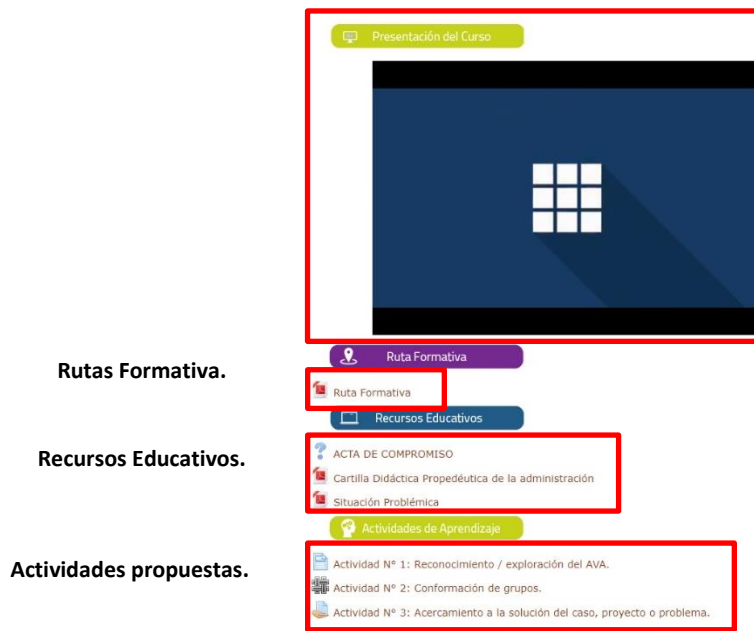 Presentación del Curso
Ruta Formativa
Rutas Formativa.
Ruta Formativa
Recursos Educativos
ACTA DE COMPROMISO
Recursos Educativos.
Cartilla Didáctica Propedéutica de la administración
Situación Problémica
Actividades de Aprendizaje
Actividad N° 1: Reconocimiento / exploración del AVA.
Actividades propuestas.
Actividad N° 2: Conformación de grupos.
Actividad N° 3: Acercamiento a la solución del caso, proyecto o problema.